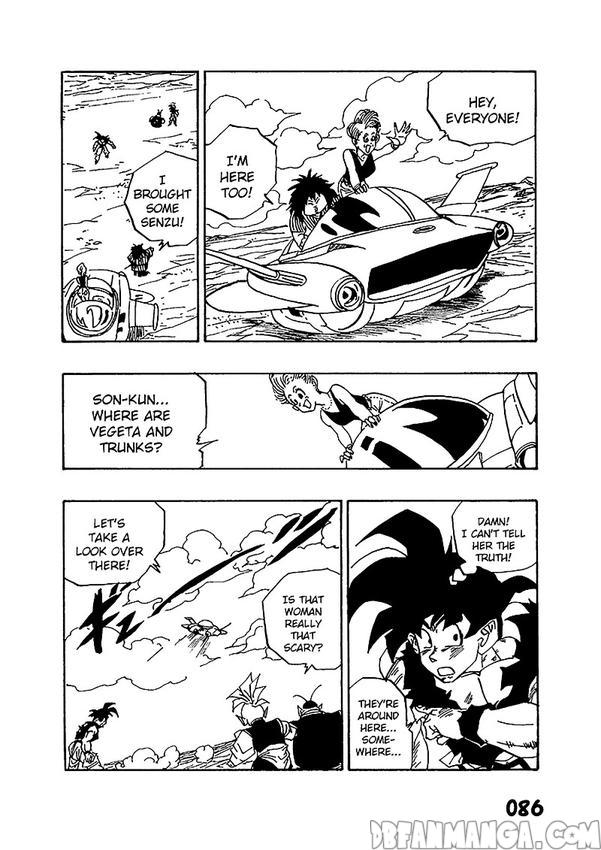 HEY,
EVERYONE!
I'M
HERE
TOO!
I
BROUGHT
SOME
SENZU!
SON-KUN...
WHERE ARE
VEGETA AND
TRUNKS?
DAMN!
I CAN'T TELL
HER THE
TRUTH!
THEY'RE
AROUND
HERE...
SOME-
WHERE...
LET'S
TAKE A
LOOK OVER
THERE!
IS THAT
WOMAN
REALLY
THAT
SCARY?
086
DBFANMANGA.COM